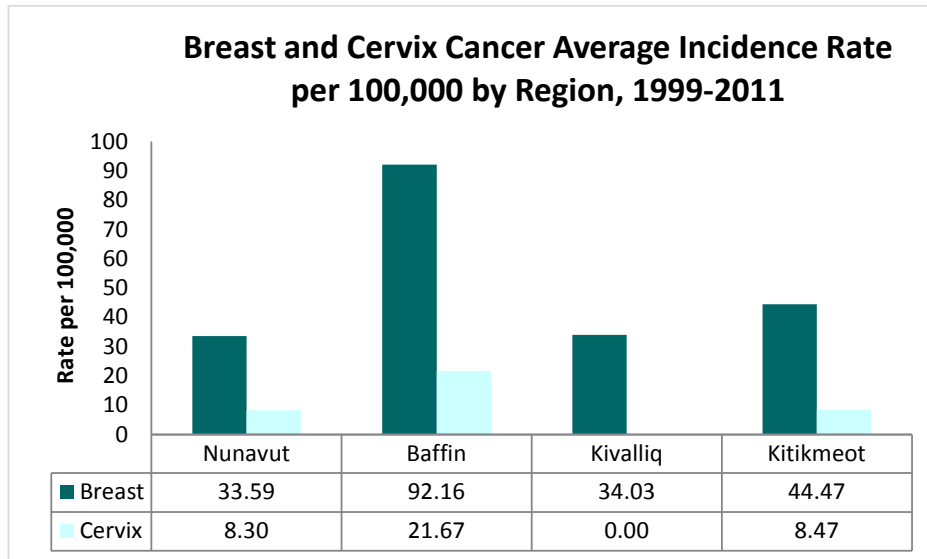 Breast and Cervix Cancer Average Incidence Rate
per 100,000 by Region, 1999-2011
Rate per 100,000
100
90
80
70
60
50
40
30
20
10
0
Nunavut Baffin Kivalliq Kitikmeot
Breast 33.59 92.16 34.03 44.47
Cervix 8.30 21.67 0.00 8.47